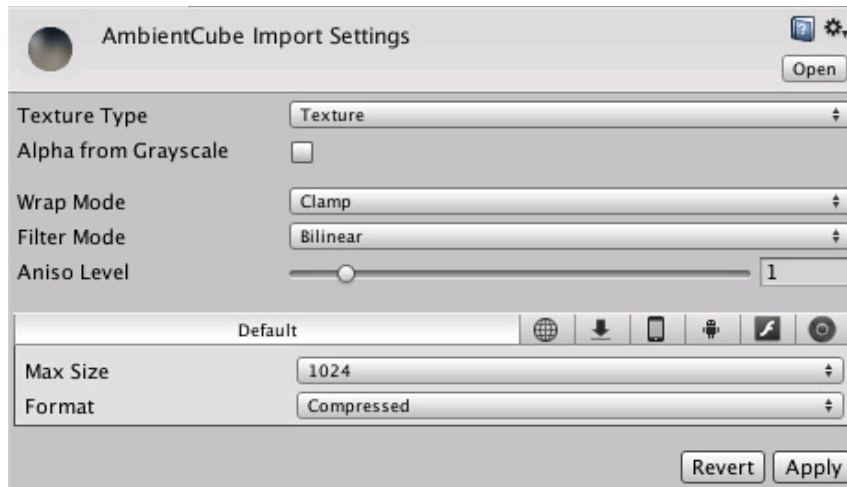 AmbientCube Import Settings
Open
Texture Type Texture
Alpha from Grayscale
Wrap Mode Clamp
Filter Mode Bilinear
Aniso Level 1
Default
Max Size 1024
Format Compressed
Revert Apply